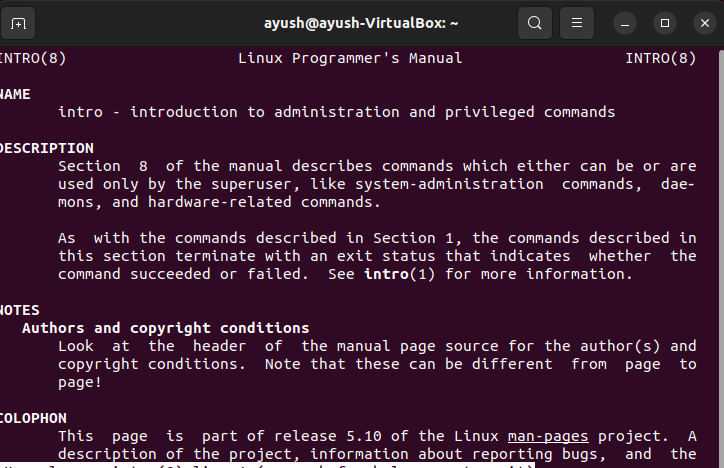 ayush@ayush-VirtualBox: ~
INTRO(8) Linux Programmer's Manual INTRO(8)
NAME
intro - introduction to administration and privileged commands
DESCRIPTION
Section 8 of the manual describes commands which either can be or are
used only by the superuser, like system-administration commands, dae-
mons, and hardware-related commands.
As with the commands described in Section 1, the commands described in
this section terminate with an exit status that indicates whether the
command succeeded or failed. See intro(1) for more information.
NOTES
Authors and copyright conditions
Look at the header of the manual page source for the author(s) and
copyright conditions. Note that these can be different from page to
page!
COLOPHON
This page is part of release 5.10 of the Linux man-pages project. A
description of the project, information about reporting bugs, and the